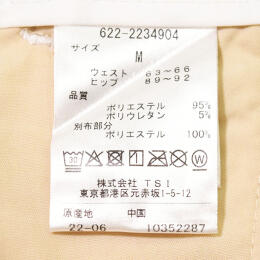 622-2234904
サイズ
M
ウェスト 63~66
ヒップ 89~92
品質
ポリエステル 95%
ポリウレタン 5%
別布部分
ポリエステル 100%
30 P W
株式会社 TSI
東京都港区元赤坂1-5-12
原産地 中国
22-06 10352287